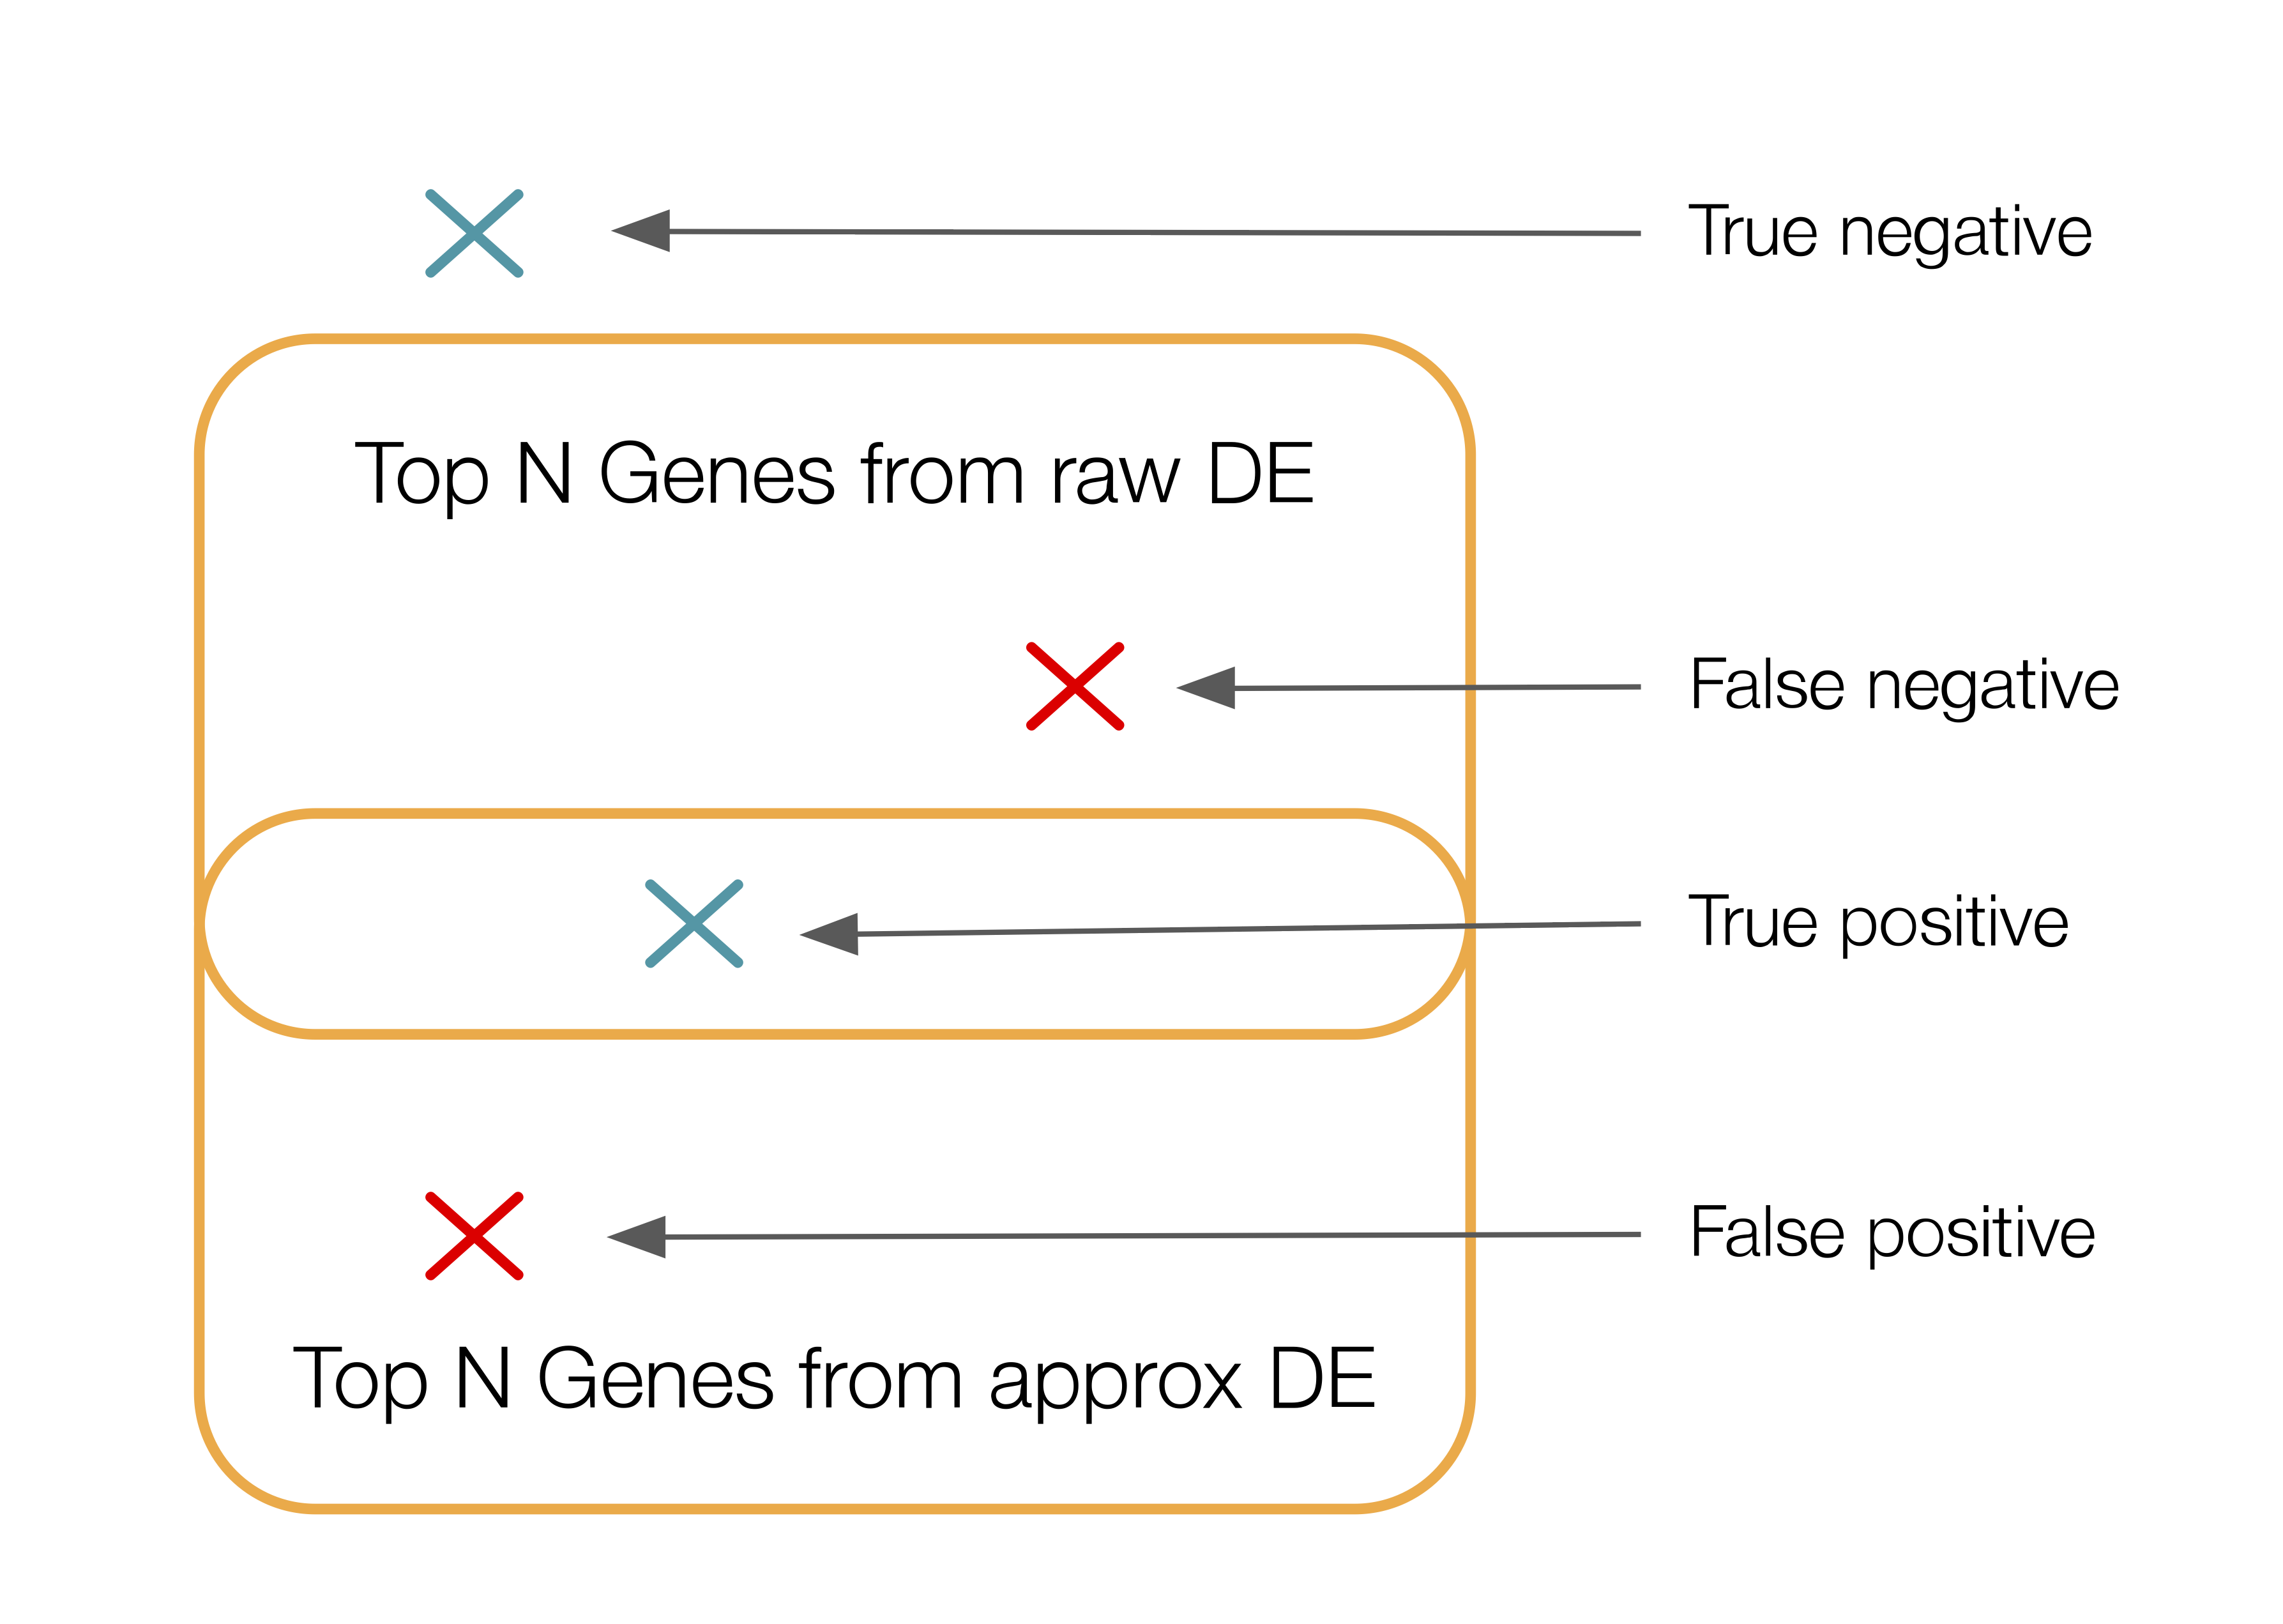 True negative
Top N Genes from raw DE
False negative
True positive
False positive
Top N Genes from approx DE